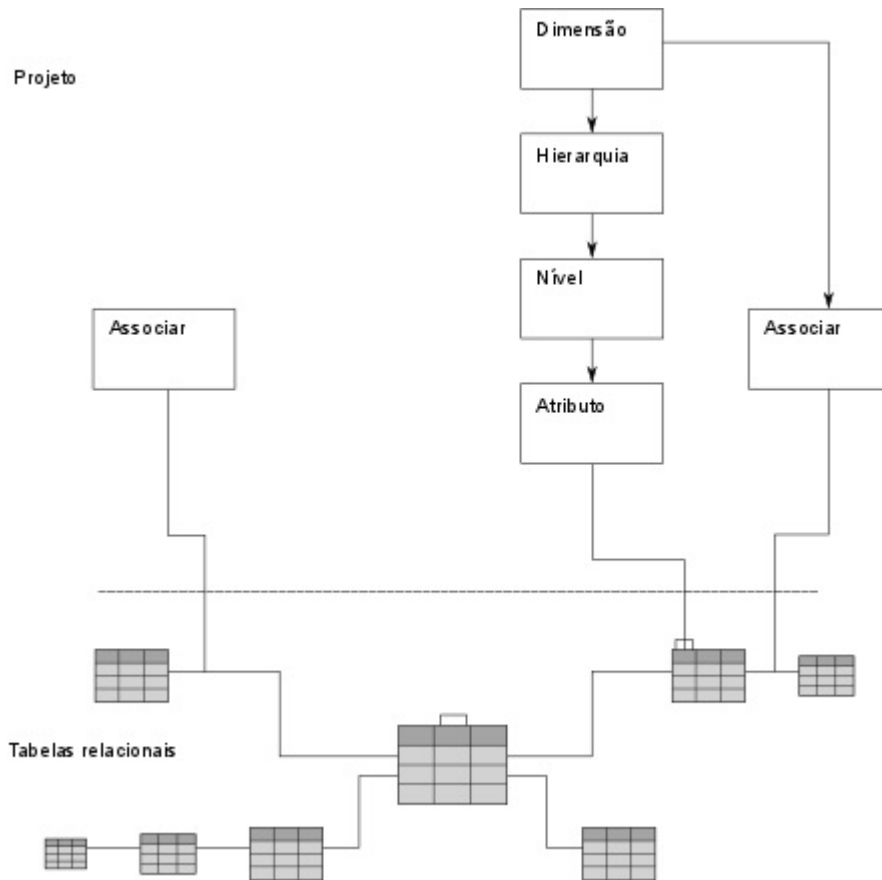 Dimensão
Projeto
Hierarquia
Nível
Associar
Associar
Atributo
Tabelas relacionais